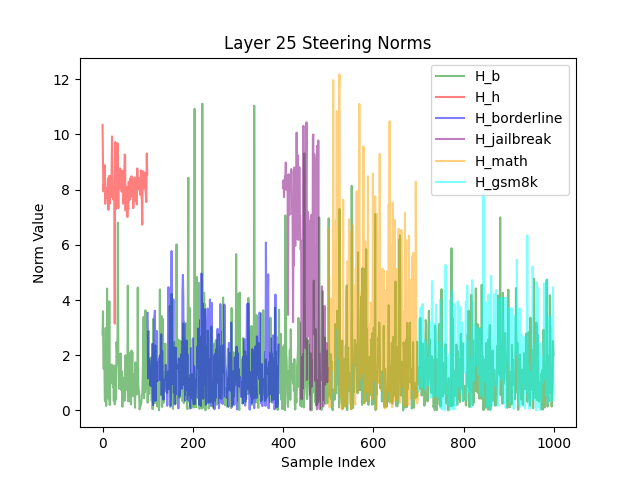 Layer 25 Steering Norms
H_b
H_h
H_borderline
H_jailbreak
H_math
H_gsm8k
12
10
8
6
4
2
0
Norm Value
0
200
400
600
800
1000
Sample Index